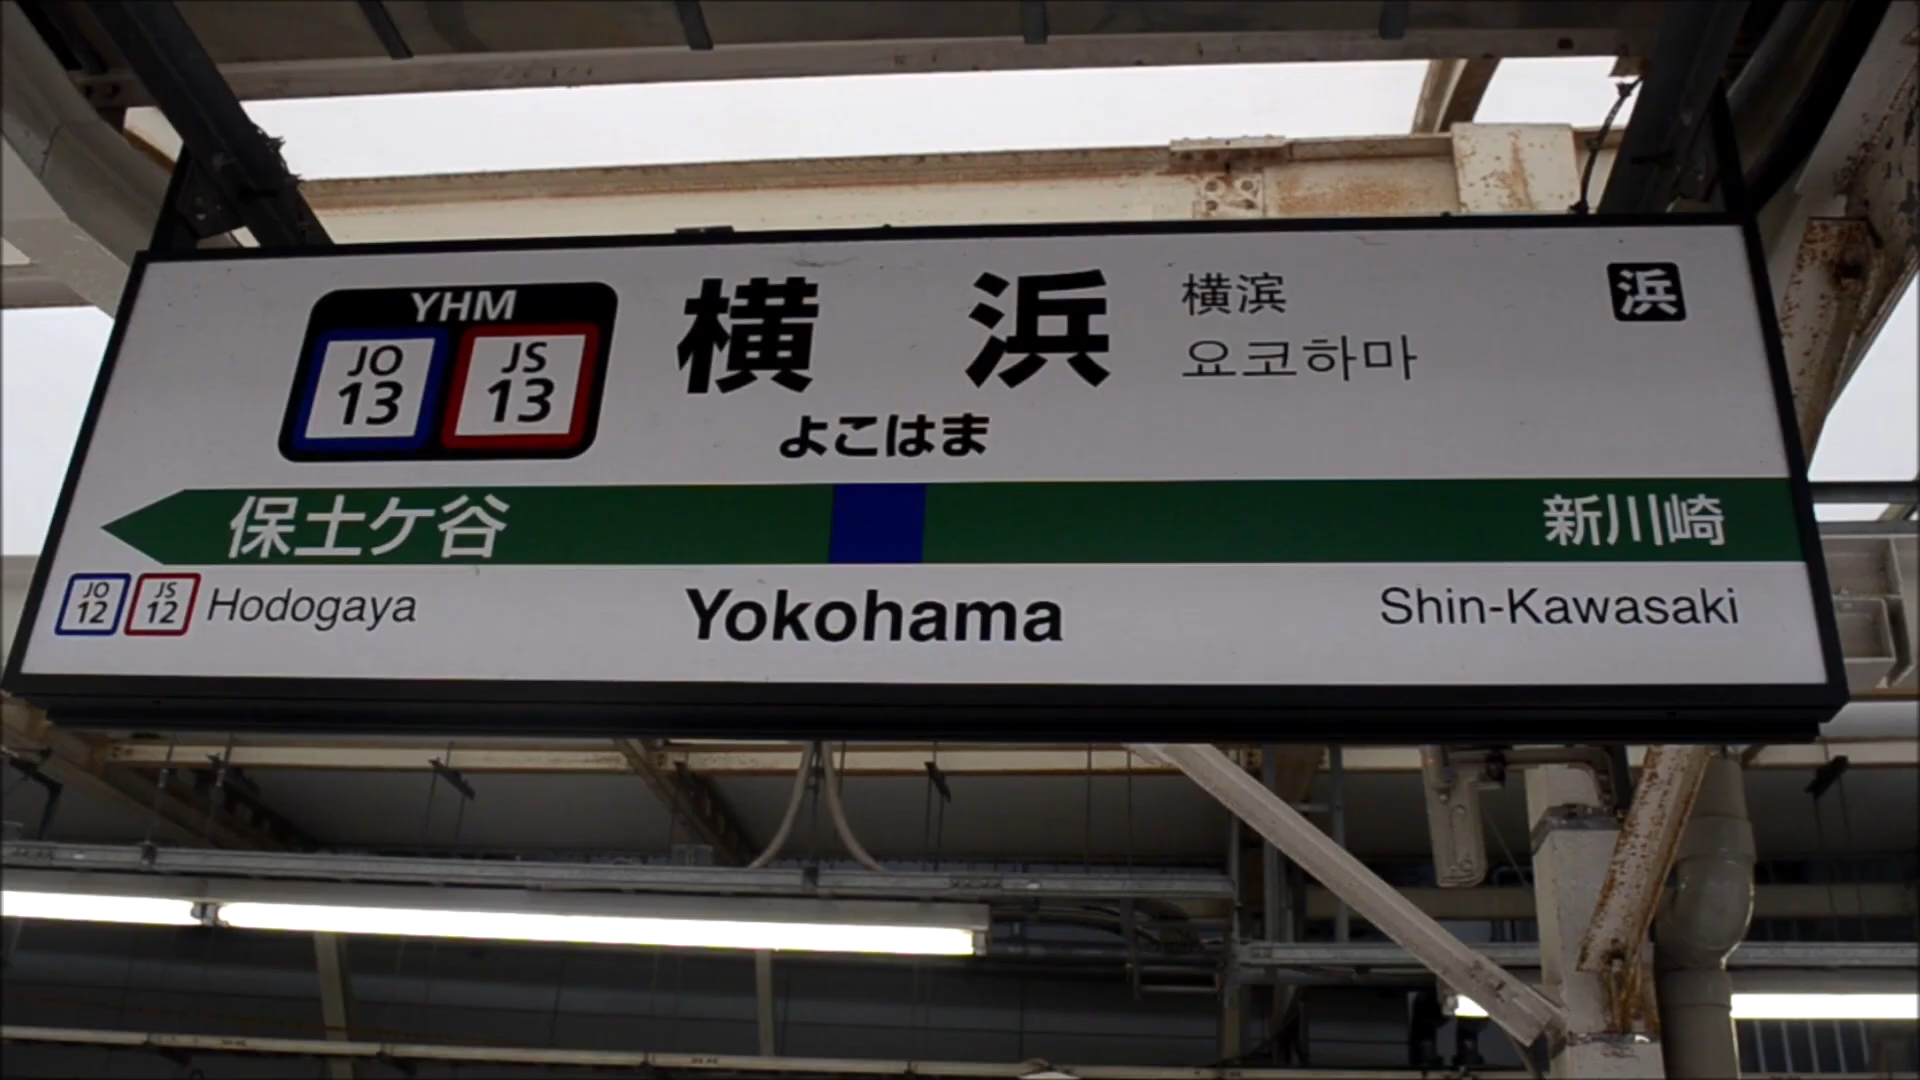 YHM
JO 13
JS 13
横浜
よこはま
横滨
요코하마
浜
保土ケ谷
新川崎
JO 12
JS 12
Hodogaya
Yokohama
Shin-Kawasaki